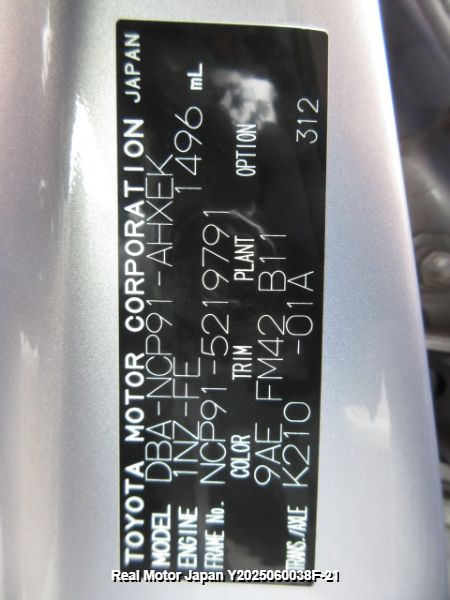 TOYOTA MOTOR CORPORATION JAPAN
MODEL DBA-NCP91-AHXEK
ENGINE 1NZ-FE 1496 mL
FRAME No. NCP91-5219791
COLOR TRIM PLANT OPTION
9AE FM42 B11
TRANS./AXLE K210 -01A 312
Real Motor Japan Y2025060038F-21